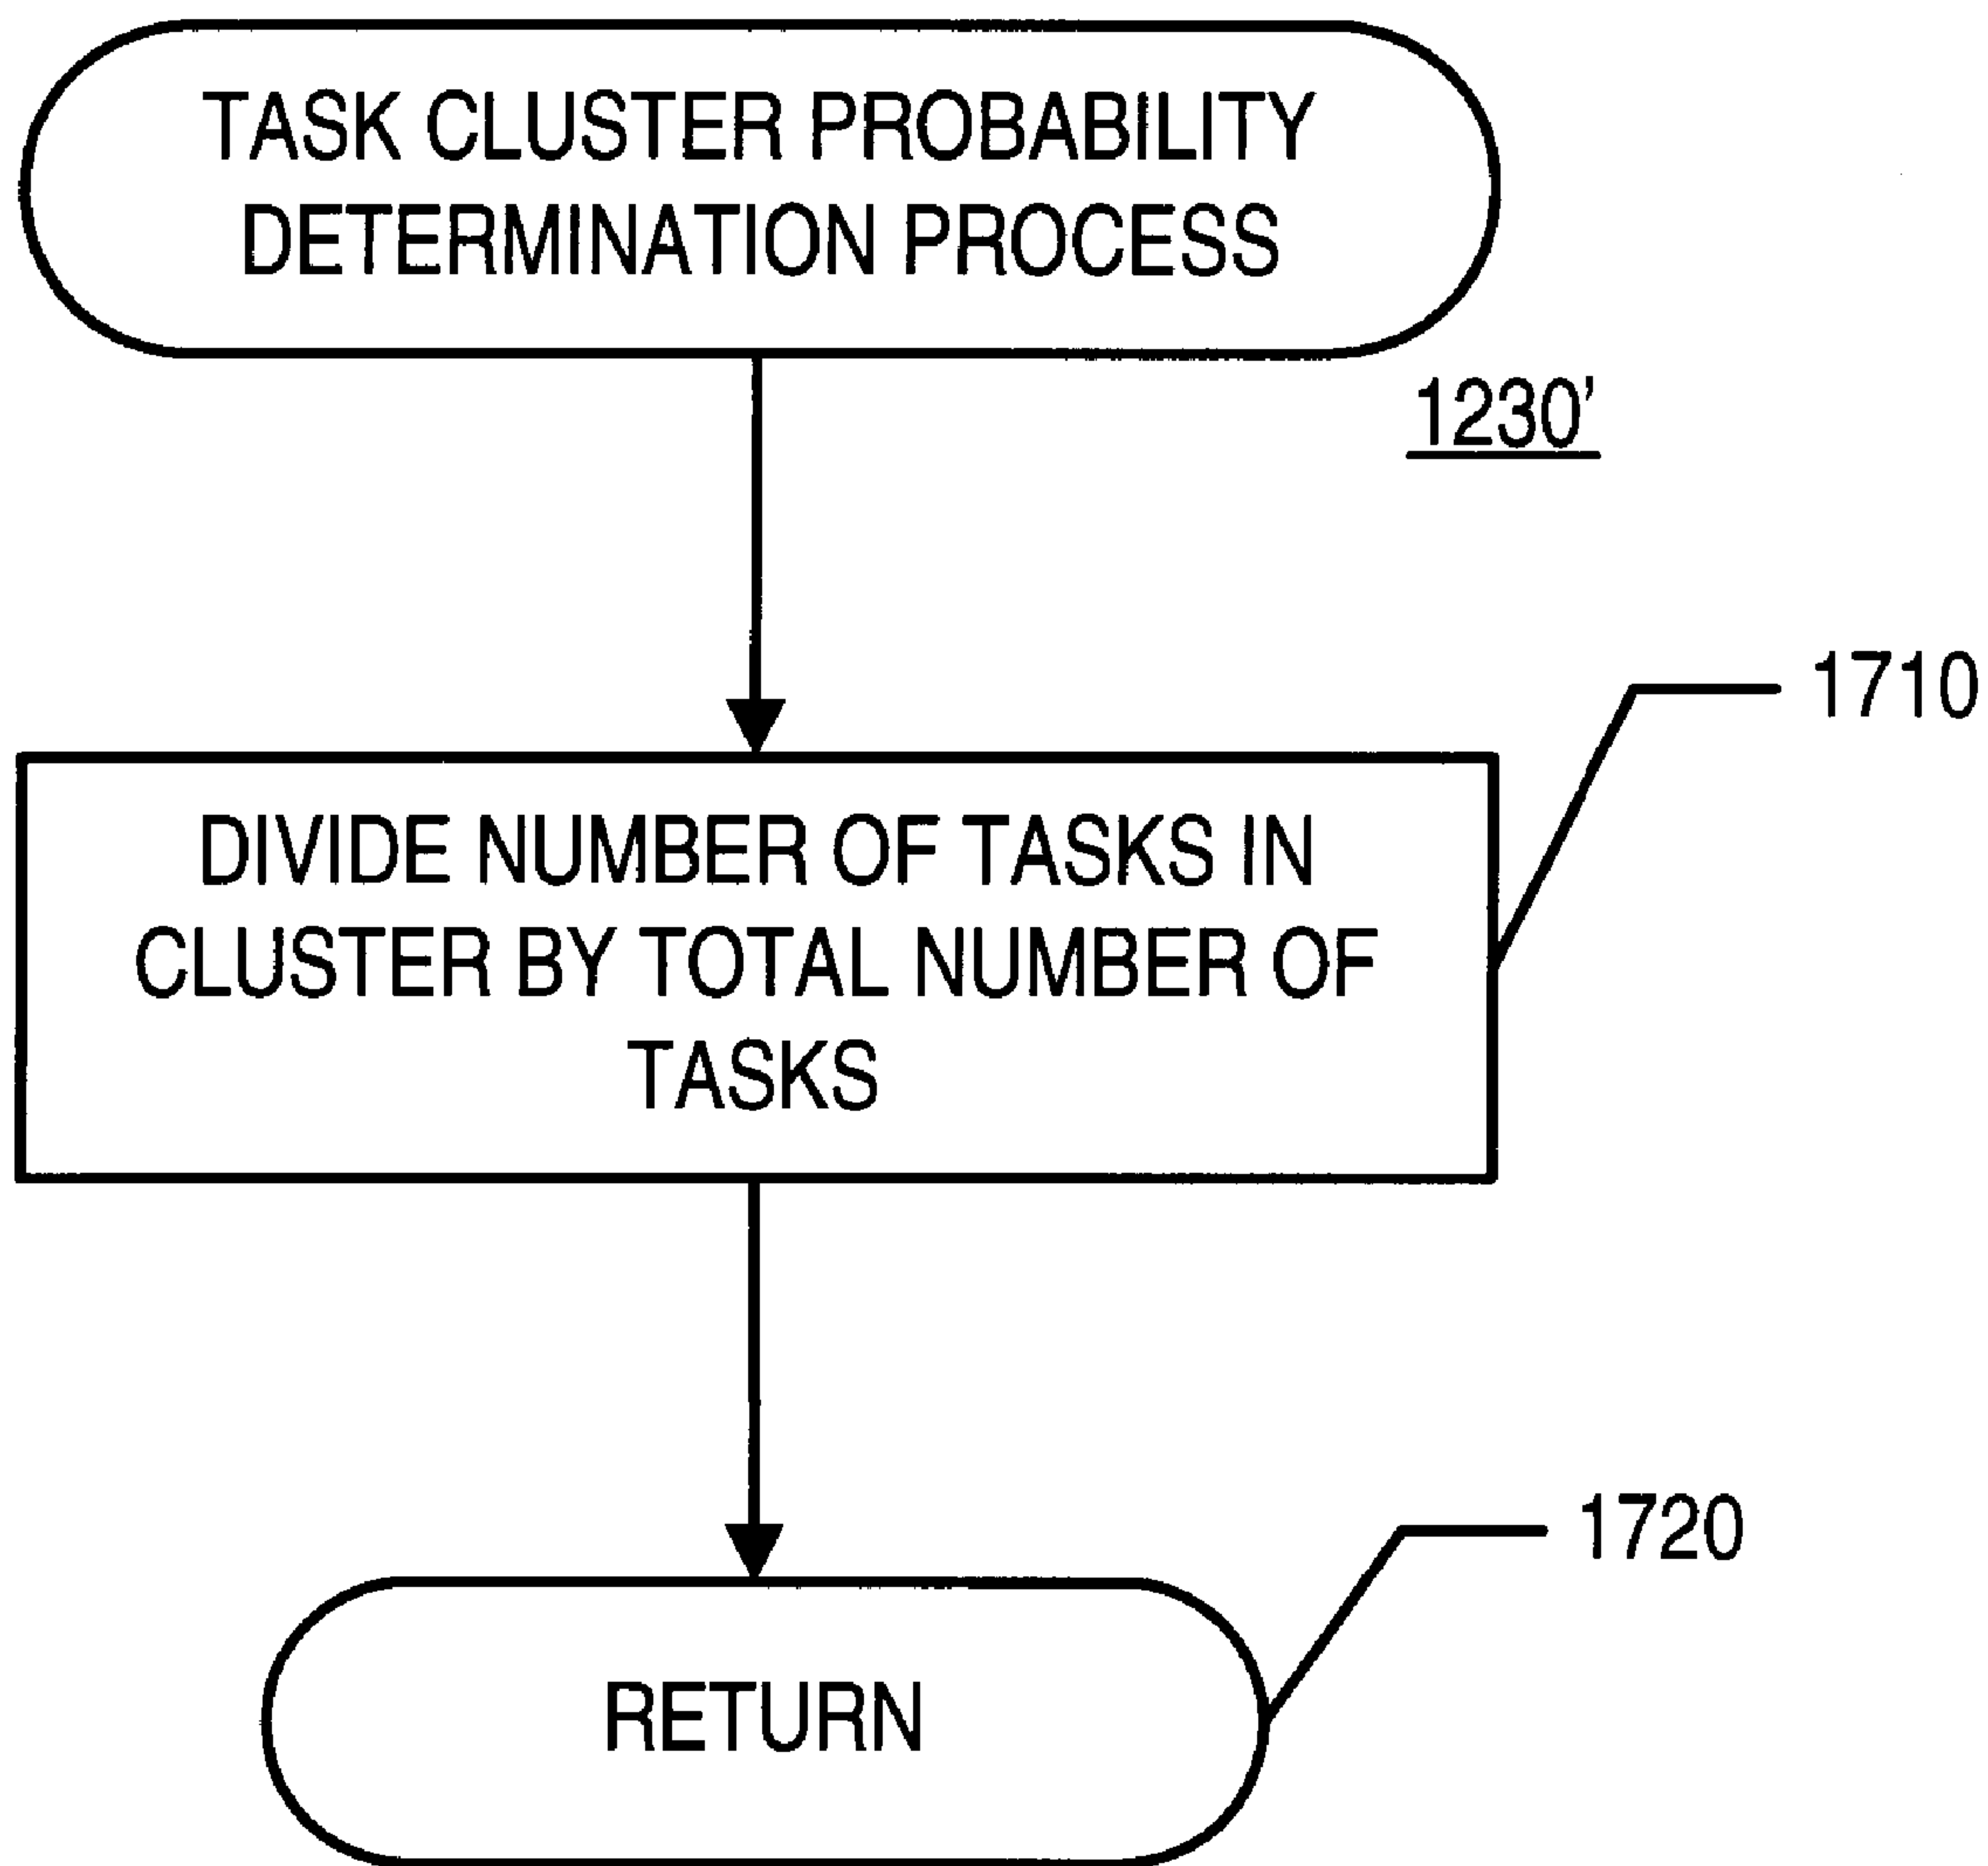 TASK CLUSTER PROBABILITY
DETERMINATION PROCESS
1230'
1710
DIVIDE NUMBER OF TASKS IN
CLUSTER BY TOTAL NUMBER OF
TASKS
1720
RETURN